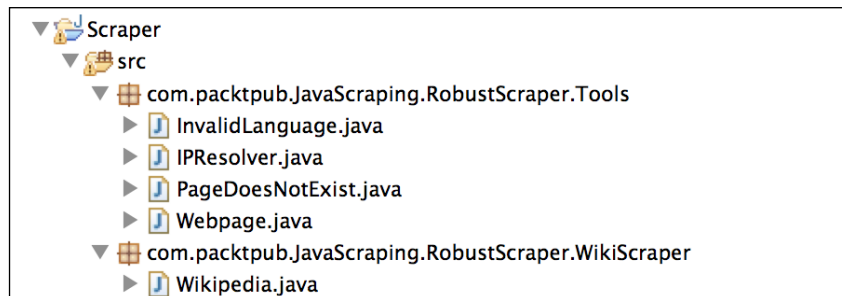 Scraper
src
com.packtpub.JavaScraping.RobustScraper.Tools
InvalidLanguage.java
IPResolver.java
PageDoesNotExist.java
Webpage.java
com.packtpub.JavaScraping.RobustScraper.WikiScraper
Wikipedia.java